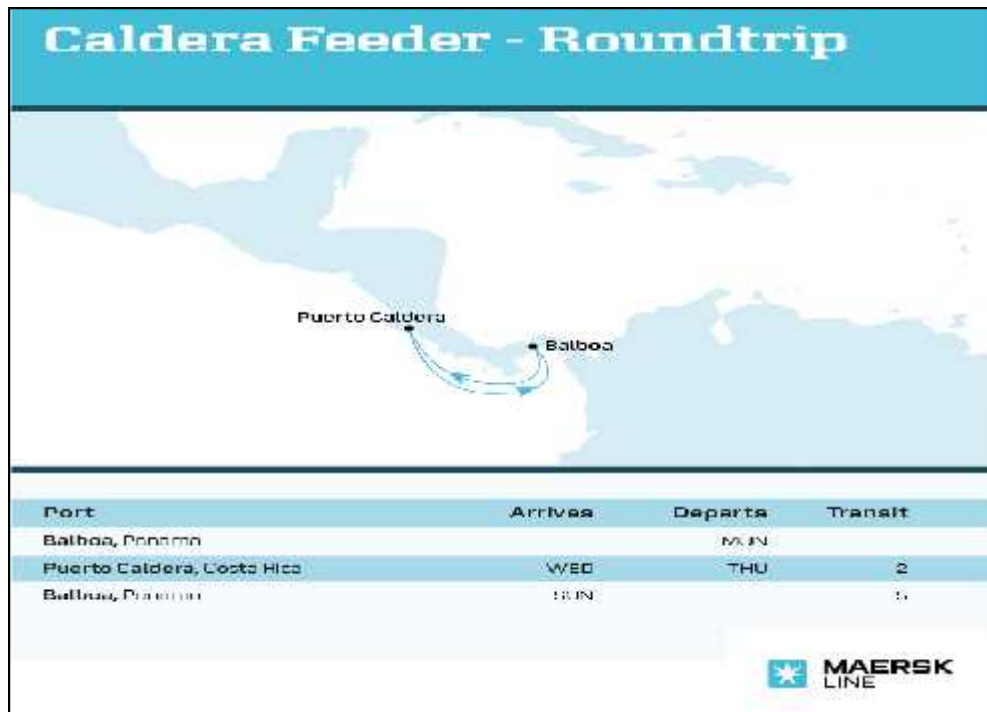 Caldera Feeder - Roundtrip
Puerto Caldera
Balboa
Port Arrives Departs Transit
Balboa, Panama MON
Puerto Caldera, Costa Rica WED THU 2
Balboa, Panama SUN 5
MAERSK
LINE